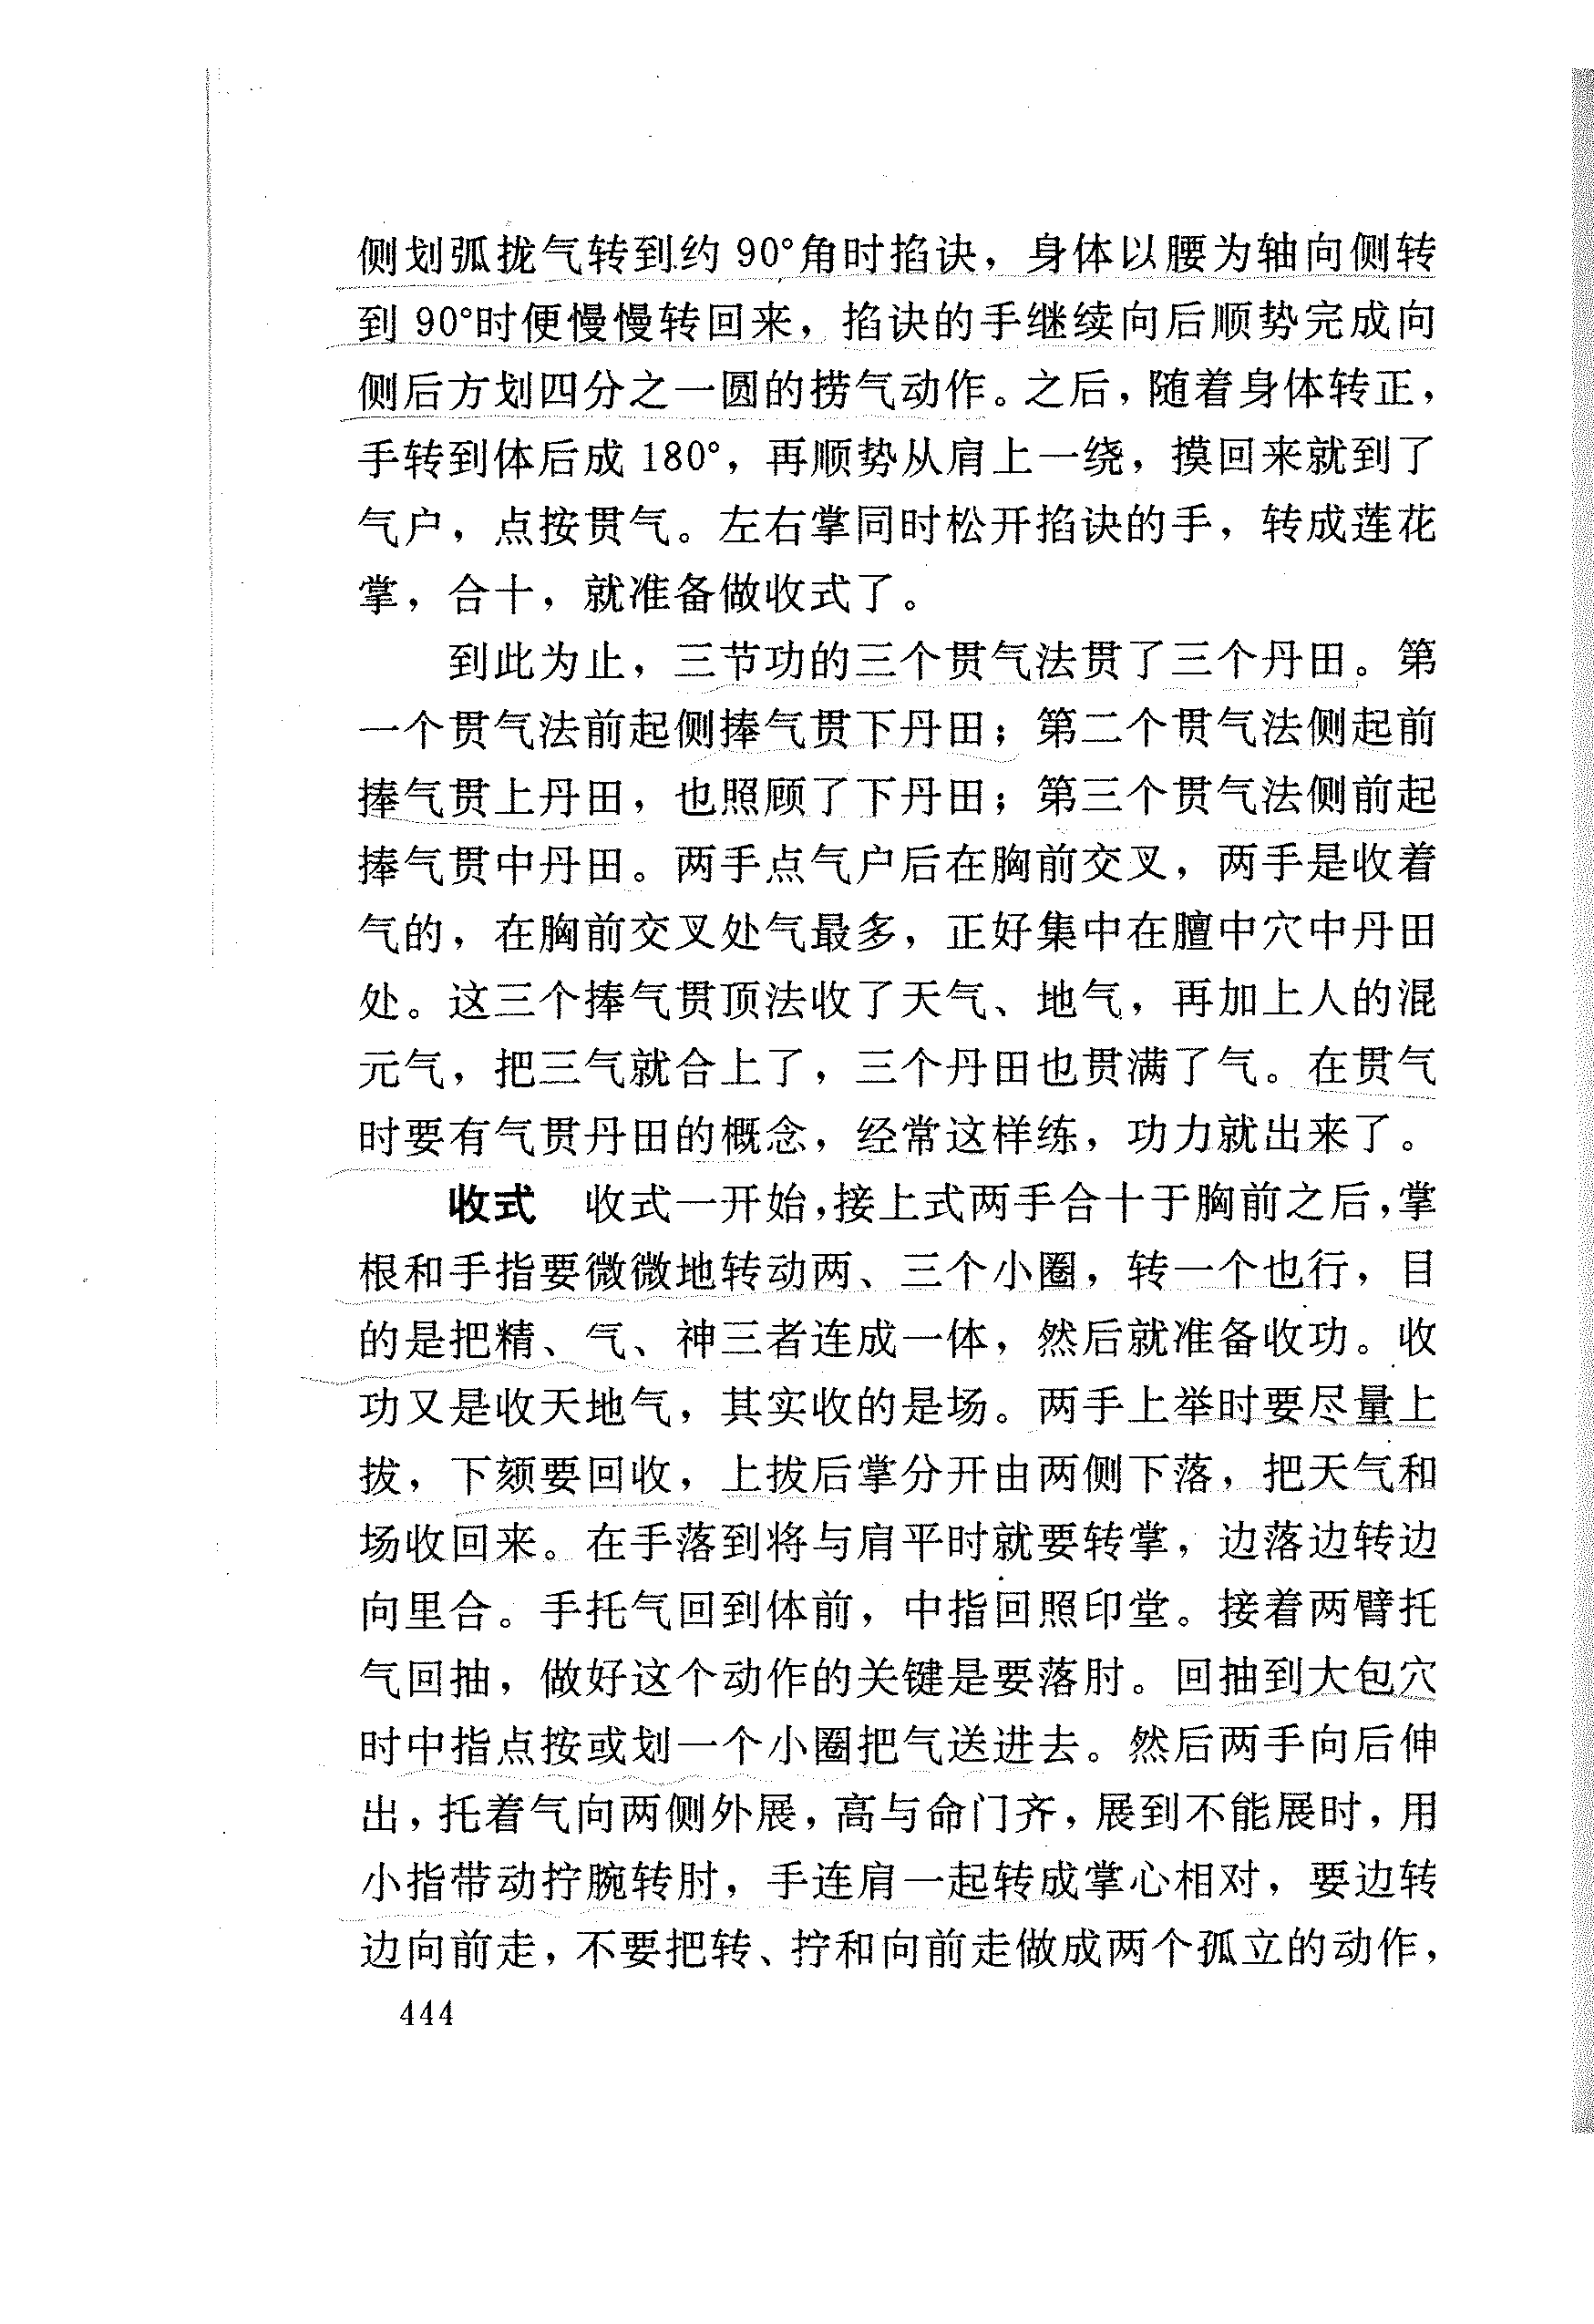 侧划弧拢气转到约 90°角时掐诀，身体以腰为轴向侧转
到 90°时便慢慢转回来，掐诀的手继续向后顺势完成向
侧后方划四分之一圆的捞气动作。之后，随着身体转正，
手转到体后成 180°，再顺势从肩上一绕，摸回来就到了
气户，点按贯气。左右掌同时松开掐诀的手，转成莲花
掌，合十，就准备做收式了。
到此为止，三节功的三个贯气法贯了三个丹田。第
一个贯气法前起侧捧气贯下丹田；第二个贯气法侧起前
捧气贯上丹田，也照顾了下丹田；第三个贯气法侧前起
捧气贯中丹田。两手点气户后在胸前交叉，两手是收着
气的，在胸前交叉处气最多，正好集中在膻中穴中丹田
处。这三个捧气贯顶法收了天气、地气，再加上人的混
元气，把三气就合上了，三个丹田也贯满了气。在贯气
时要有气贯丹田的概念，经常这样练，功力就出来了。
收式 收式一开始，接上式两手合十于胸前之后，掌
根和手指要微微地转动两、三个小圈，转一个也行，目
的是把精、气、神三者连成一体，然后就准备收功。收
功又是收天地气，其实收的是场。两手上举时要尽量上
拔，下颏要回收，上拔后掌分开由两侧下落，把天气和
场收回来。在手落到将与肩平时就要转掌，边落边转边
向里合。手托气回到体前，中指回照印堂。接着两臂托
气回抽，做好这个动作的关键是要落肘。回抽到大包穴
时中指点按或划一个小圈把气送进去。然后两手向后伸
出，托着气向两侧外展，高与命门齐，展到不能展时，用
小指带动拧腕转肘，手连肩一起转成掌心相对，要边转
边向前走，不要把转、拧和向前走做成两个孤立的动作，
444